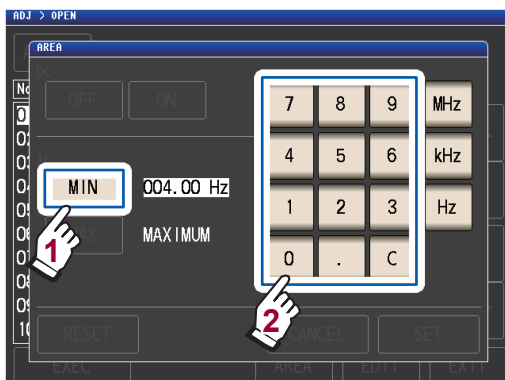 ADJ > OPEN
AREA
DC
OFF ON
7 8 9 MHz
4 5 6 kHz
MIN 004.00 Hz
1 2 3 Hz
MAXIMUM
0 . C
1
2
RESET CANCEL SET
EXEC AREA EDIT EXIT